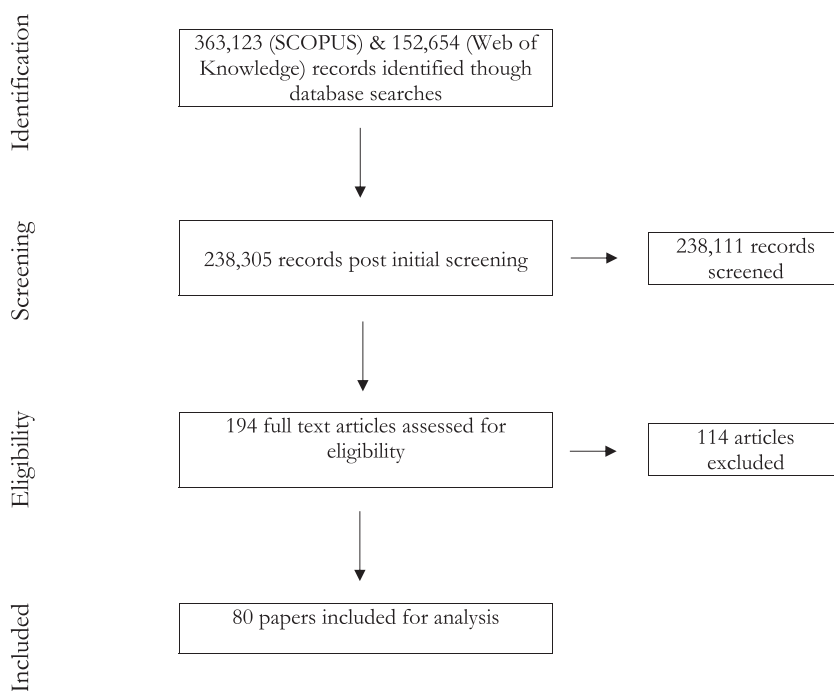 Identification
363,123 (SCOPUS) & 152,654 (Web of
Knowledge) records identified though
database searches
Screening
238,305 records post initial screening
238,111 records
screened
Eligibility
194 full text articles assessed for
eligibility
114 articles
excluded
Included
80 papers included for analysis